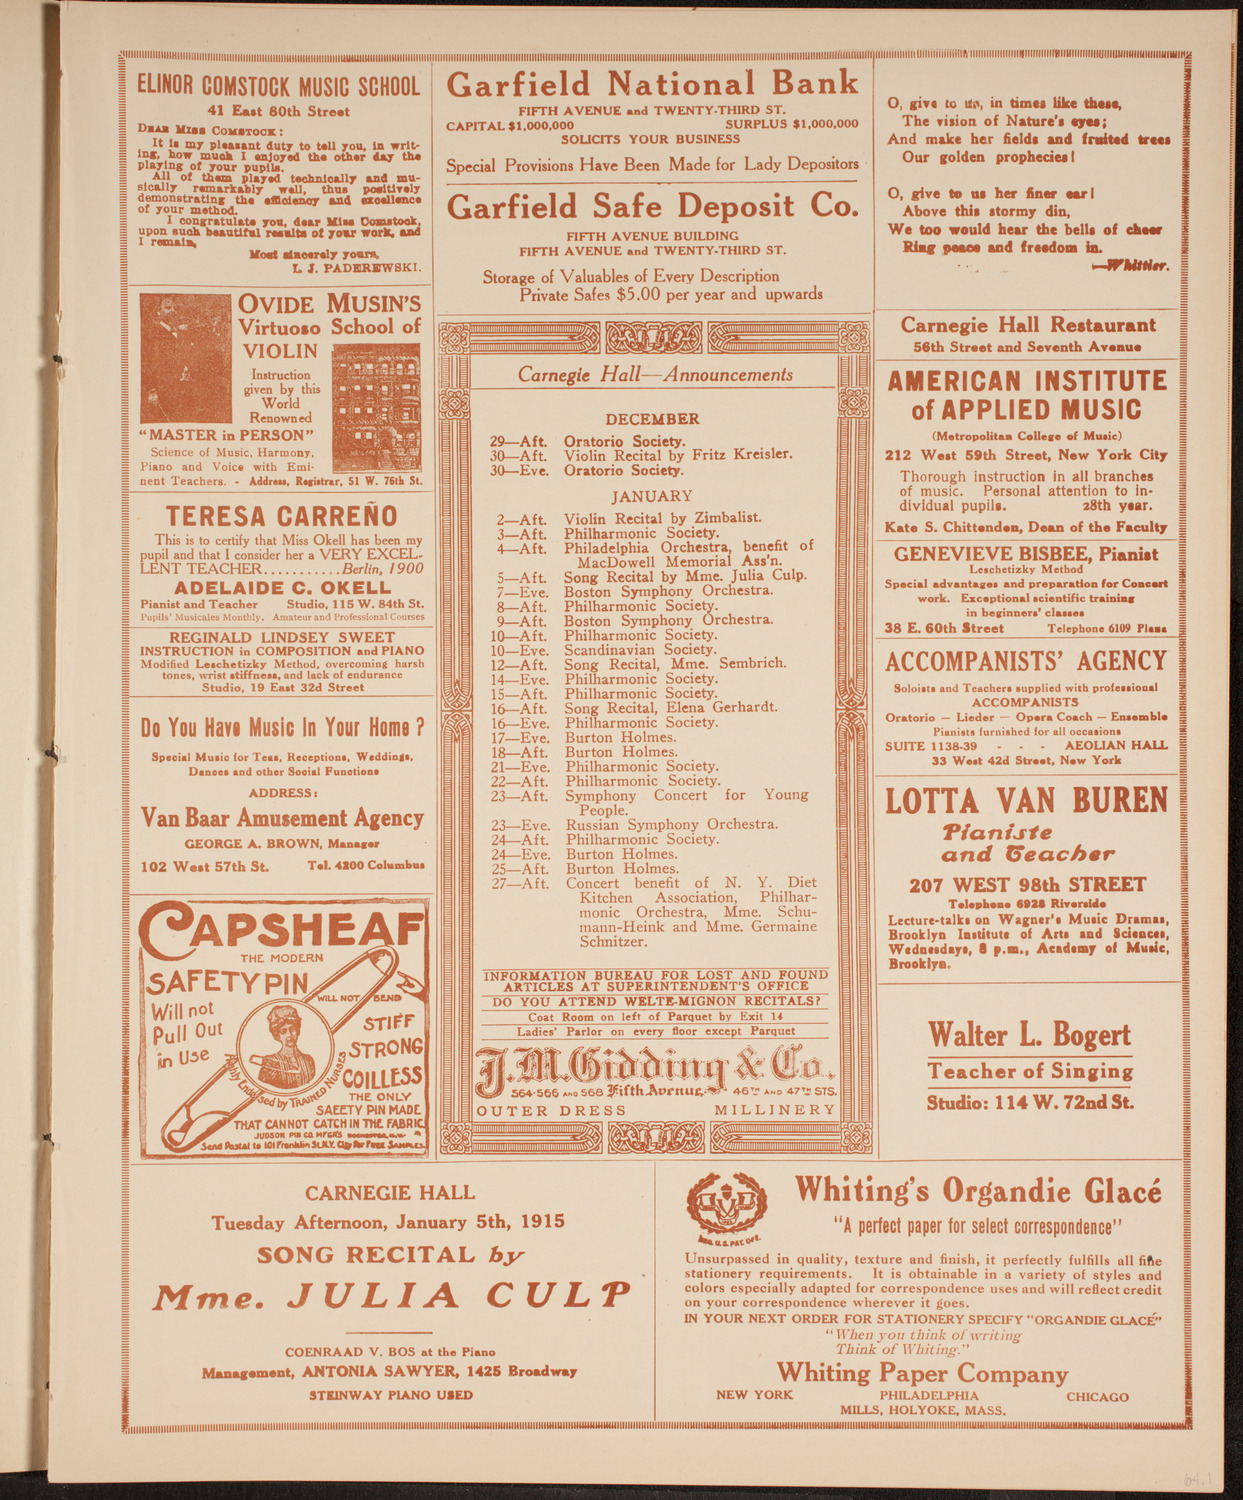 ELINOR COMSTOCK MUSIC SCHOOL
41 East 80th Street
DEAR MISS COMSTOCK:
It is my pleasant duty to tell you, in writ-
ing, how much I enjoyed the other day the
playing of your pupils.
All of them played technically and mu-
sically remarkably well, thus positively
demonstrating the efficiency and excellence
of your method.
I congratulate you, dear Miss Comstock,
upon such beautiful results of your work, and
I remain,
Most sincerely yours,
L. J. PADEREWSKI.
OVIDE MUSIN'S
Virtuoso School of
VIOLIN
Instruction
given by this
World
Renowned
"MASTER in PERSON"
Science of Music, Harmony,
Piano and Voice with Emi-
nent Teachers. - Address, Registrar, 51 W. 76th St.
TERESA CARREÑO
This is to certify that Miss Okell has been my
pupil and that I consider her a VERY EXCEL-
LENT TEACHER...........Berlin, 1900
ADELAIDE C. OKELL
Pianist and Teacher Studio, 115 W. 84th St.
Pupils' Musicales Monthly. Amateur and Professional Courses
REGINALD LINDSEY SWEET
INSTRUCTION in COMPOSITION and PIANO
Modified Leschetizky Method, overcoming harsh
tones, wrist stiffness, and lack of endurance
Studio, 19 East 32d Street
Do You Have Music In Your Home?
Special Music for Teas, Receptions, Weddings,
Dances and other Social Functions
ADDRESS:
Van Baar Amusement Agency
GEORGE A. BROWN, Manager
102 West 57th St. Tel. 4200 Columbus
CAPSHEAF
THE MODERN
SAFETY PIN
WILL NOT BEND
Will not
Pull Out
in Use
STIFF
STRONG
COILLESS
Highly Endorsed by TRAINED NURSES
THE ONLY
SAFETY PIN MADE
THAT CANNOT CATCH IN THE FABRIC
JUDSON PIN CO. MFGRS ROCHESTER, N.Y.
Send Postal to 101 Franklin St. N.Y. City for Free SAMPLES
Garfield National Bank
FIFTH AVENUE and TWENTY-THIRD ST.
CAPITAL $1,000,000 SURPLUS $1,000,000
SOLICITS YOUR BUSINESS
Special Provisions Have Been Made for Lady Depositors
Garfield Safe Deposit Co.
FIFTH AVENUE BUILDING
FIFTH AVENUE and TWENTY-THIRD ST.
Storage of Valuables of Every Description
Private Safes $5.00 per year and upwards
Carnegie Hall—Announcements
DECEMBER
29—Aft. Oratorio Society.
30—Aft. Violin Recital by Fritz Kreisler.
30—Eve. Oratorio Society.
JANUARY
2—Aft. Violin Recital by Zimbalist.
3—Aft. Philharmonic Society.
4—Aft. Philadelphia Orchestra, benefit of
MacDowell Memorial Ass'n.
5—Aft. Song Recital by Mme. Julia Culp.
7—Eve. Boston Symphony Orchestra.
8—Aft. Philharmonic Society.
9—Aft. Boston Symphony Orchestra.
10—Aft. Philharmonic Society.
10—Eve. Scandinavian Society.
12—Aft. Song Recital, Mme. Sembrich.
14—Eve. Philharmonic Society.
15—Aft. Philharmonic Society.
16—Aft. Song Recital, Elena Gerhardt.
16—Eve. Philharmonic Society.
17—Eve. Burton Holmes.
18—Aft. Burton Holmes.
21—Eve. Philharmonic Society.
22—Aft. Philharmonic Society.
23—Aft. Symphony Concert for Young
People.
23—Eve. Russian Symphony Orchestra.
24—Aft. Philharmonic Society.
24—Eve. Burton Holmes.
25—Aft. Burton Holmes.
27—Aft. Concert benefit of N. Y. Diet
Kitchen Association, Philhar-
monic Orchestra, Mme. Schu-
mann-Heink and Mme. Germaine
Schnitzer.
INFORMATION BUREAU FOR LOST AND FOUND
ARTICLES AT SUPERINTENDENT'S OFFICE
DO YOU ATTEND WELTE-MIGNON RECITALS?
Coat Room on left of Parquet by Exit 14
Ladies' Parlor on every floor except Parquet
J. M. Gidding & Co.
564-566 AND 568 Fifth Avenue, 46TH AND 47TH STS.
OUTER DRESS MILLINERY
O, give to us, in times like these,
The vision of Nature's eyes;
And make her fields and fruited trees
Our golden prophecies!
O, give to us her finer ear!
Above this stormy din,
We too would hear the bells of cheer
Ring peace and freedom in.
—Whittier.
Carnegie Hall Restaurant
56th Street and Seventh Avenue
AMERICAN INSTITUTE
of APPLIED MUSIC
(Metropolitan College of Music)
212 West 59th Street, New York City
Thorough instruction in all branches
of music. Personal attention to in-
dividual pupils. 28th year.
Kate S. Chittenden, Dean of the Faculty
GENEVIEVE BISBEE, Pianist
Leschetizky Method
Special advantages and preparation for Concert
work. Exceptional scientific training
in beginners' classes
38 E. 60th Street Telephone 6109 Plaza
ACCOMPANISTS' AGENCY
Soloists and Teachers supplied with professional
ACCOMPANISTS
Oratorio — Lieder — Opera Coach — Ensemble
Pianists furnished for all occasions
SUITE 1138-39 - - - AEOLIAN HALL
33 West 42d Street, New York
LOTTA VAN BUREN
Pianiste
and Teacher
207 WEST 98th STREET
Telephone 6928 Riverside
Lecture-talks on Wagner's Music Dramas,
Brooklyn Institute of Arts and Sciences,
Wednesdays, 8 p.m., Academy of Music,
Brooklyn.
Walter L. Bogert
Teacher of Singing
Studio: 114 W. 72nd St.
CARNEGIE HALL
Tuesday Afternoon, January 5th, 1915
SONG RECITAL by
Mme. JULIA CULP
COENRAAD V. BOS at the Piano
Management, ANTONIA SAWYER, 1425 Broadway
STEINWAY PIANO USED
REG. U.S. PAT. OFF.
Whiting's Organdie Glacé
"A perfect paper for select correspondence"
Unsurpassed in quality, texture and finish, it perfectly fulfills all fine
stationery requirements. It is obtainable in a variety of styles and
colors especially adapted for correspondence uses and will reflect credit
on your correspondence wherever it goes.
IN YOUR NEXT ORDER FOR STATIONERY SPECIFY "ORGANDIE GLACÉ"
"When you think of writing
Think of Whiting."
Whiting Paper Company
NEW YORK PHILADELPHIA CHICAGO
MILLS, HOLYOKE, MASS.
64.1